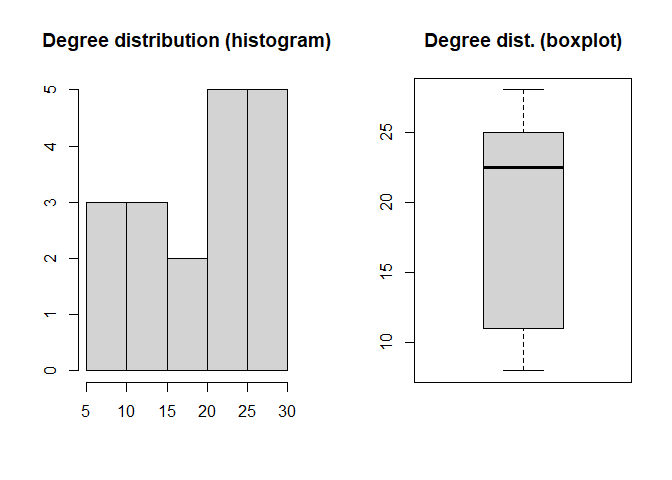 Degree distribution (histogram)
0 1 2 3 4 5
5 10 15 20 25 30
Degree dist. (boxplot)
10 15 20 25